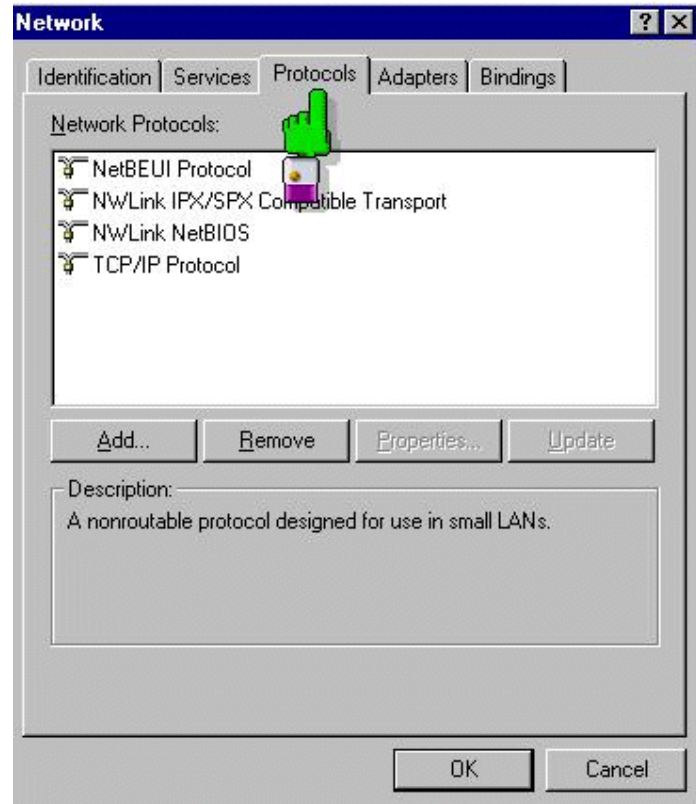 Network
Identification Services Protocols Adapters Bindings
Network Protocols:
NetBEUI Protocol
NWLink IPX/SPX Compatible Transport
NWLink NetBIOS
TCP/IP Protocol
Add... Remove Properties... Update
Description:
A nonroutable protocol designed for use in small LANs.
OK Cancel